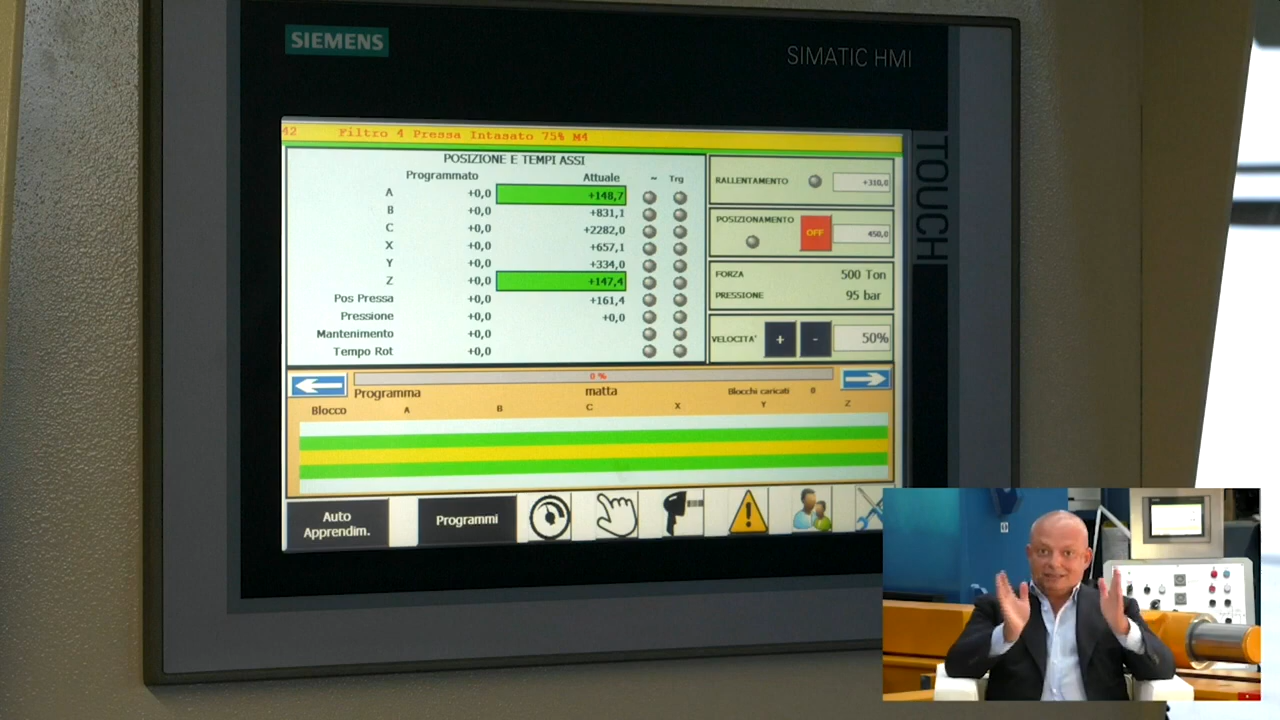 SIEMENS
SIMATIC HMI
TOUCH
42 Filtro 4 Pressa Intasato 75% M4
POSIZIONE E TEMPI ASSI
Programmato Attuale ~ Trg
A +0,0 +148,7
B +0,0 +831,1
C +0,0 +2282,0
X +0,0 +657,1
Y +0,0 +334,0
Z +0,0 +147,4
Pos Pressa +0,0 +161,4
Pressione +0,0 +0,0
Mantenimento +0,0
Tempo Rot +0,0
RALLENTAMENTO +310,0
POSIZIONAMENTO OFF 450,0
FORZA 500 Ton
PRESSIONE 95 bar
VELOCITA' + - 50%
0 %
Programma matta Blocchi caricati 0
Blocco A B C X Y Z
Auto Apprendim.
Programmi